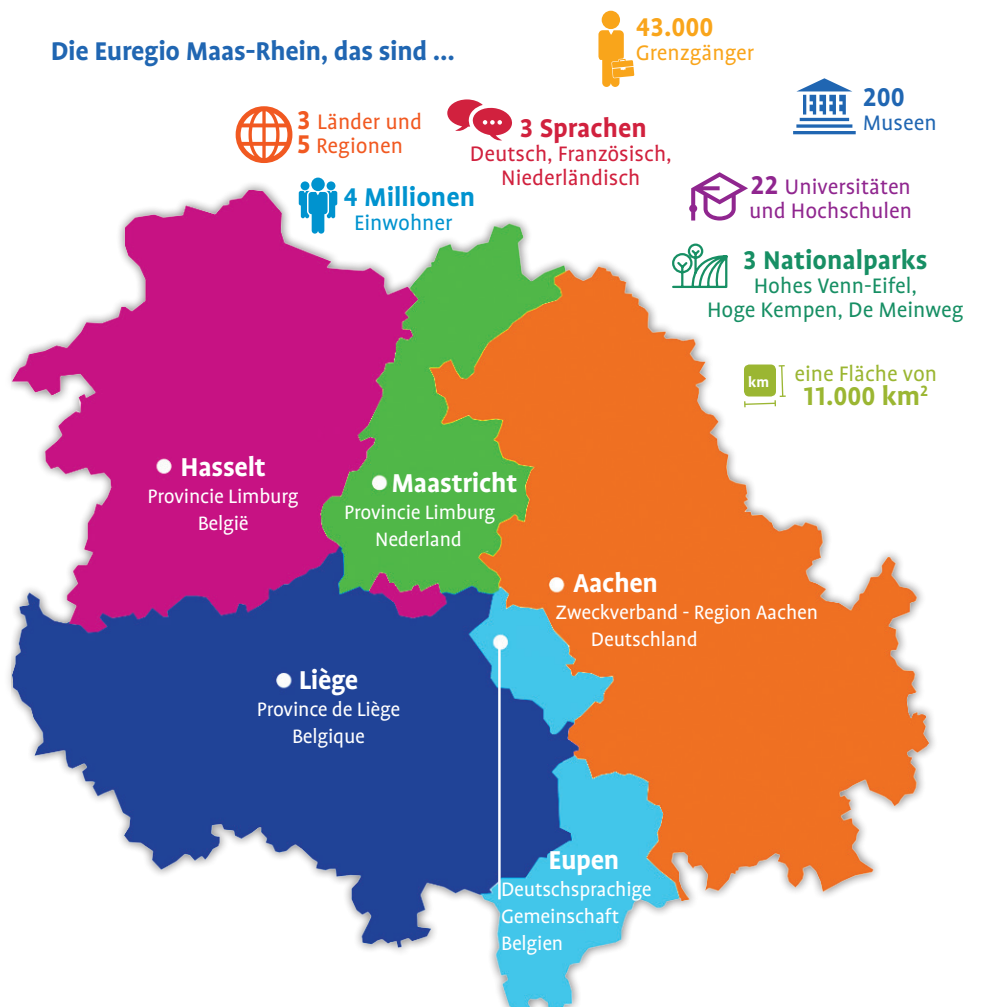 Die Euregio Maas-Rhein, das sind ...
43.000
Grenzgänger
200
Museen
3 Länder und
5 Regionen
3 Sprachen
Deutsch, Französisch,
Niederländisch
4 Millionen
Einwohner
22 Universitäten
und Hochschulen
3 Nationalparks
Hohes Venn-Eifel,
Hoge Kempen, De Meinweg
km
eine Fläche von
11.000 km²
Hasselt
Provincie Limburg
België
Maastricht
Provincie Limburg
Nederland
Aachen
Zweckverband - Region Aachen
Deutschland
Liège
Province de Liège
Belgique
Eupen
Deutschsprachige
Gemeinschaft
Belgien